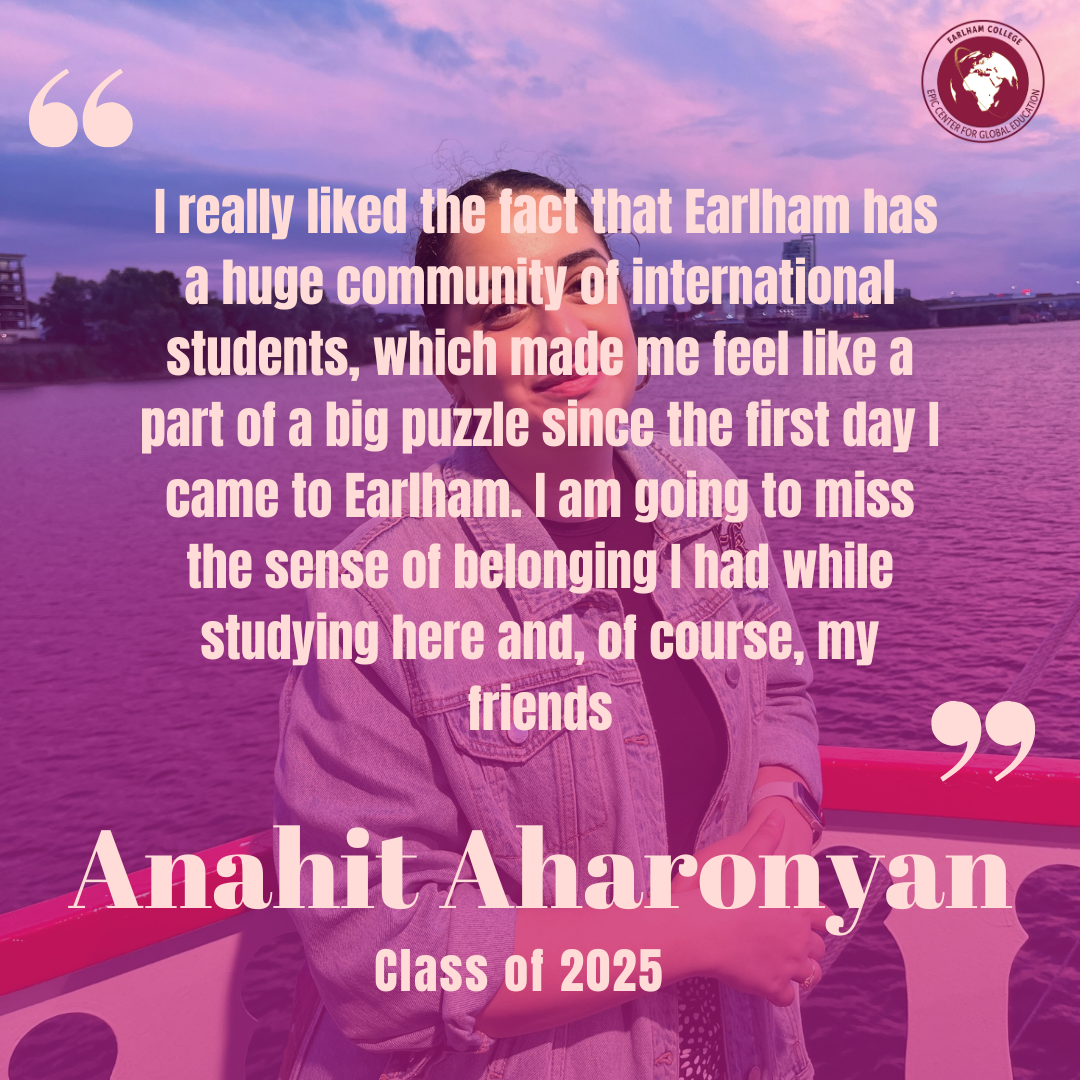 EARLHAM COLLEGE
EPIC CENTER FOR GLOBAL EDUCATION
“
I really liked the fact that Earlham has
a huge community of international
students, which made me feel like a
part of a big puzzle since the first day I
came to Earlham. I am going to miss
the sense of belonging I had while
studying here and, of course, my
friends
”
Anahit Aharonyan
Class of 2025